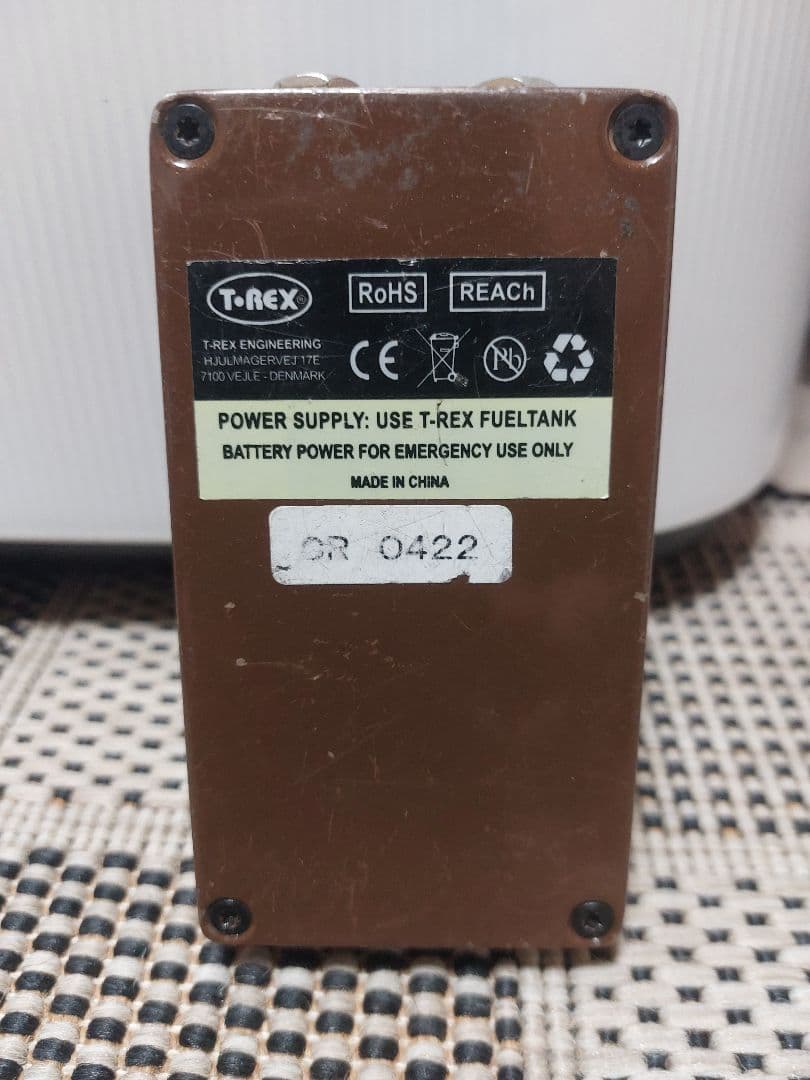 T•REX®
RoHS
REACh
T-REX ENGINEERING
HJULMAGERVEJ 17E
7100 VEJLE - DENMARK
CE
Pb
POWER SUPPLY: USE T-REX FUELTANK
BATTERY POWER FOR EMERGENCY USE ONLY
MADE IN CHINA
0422